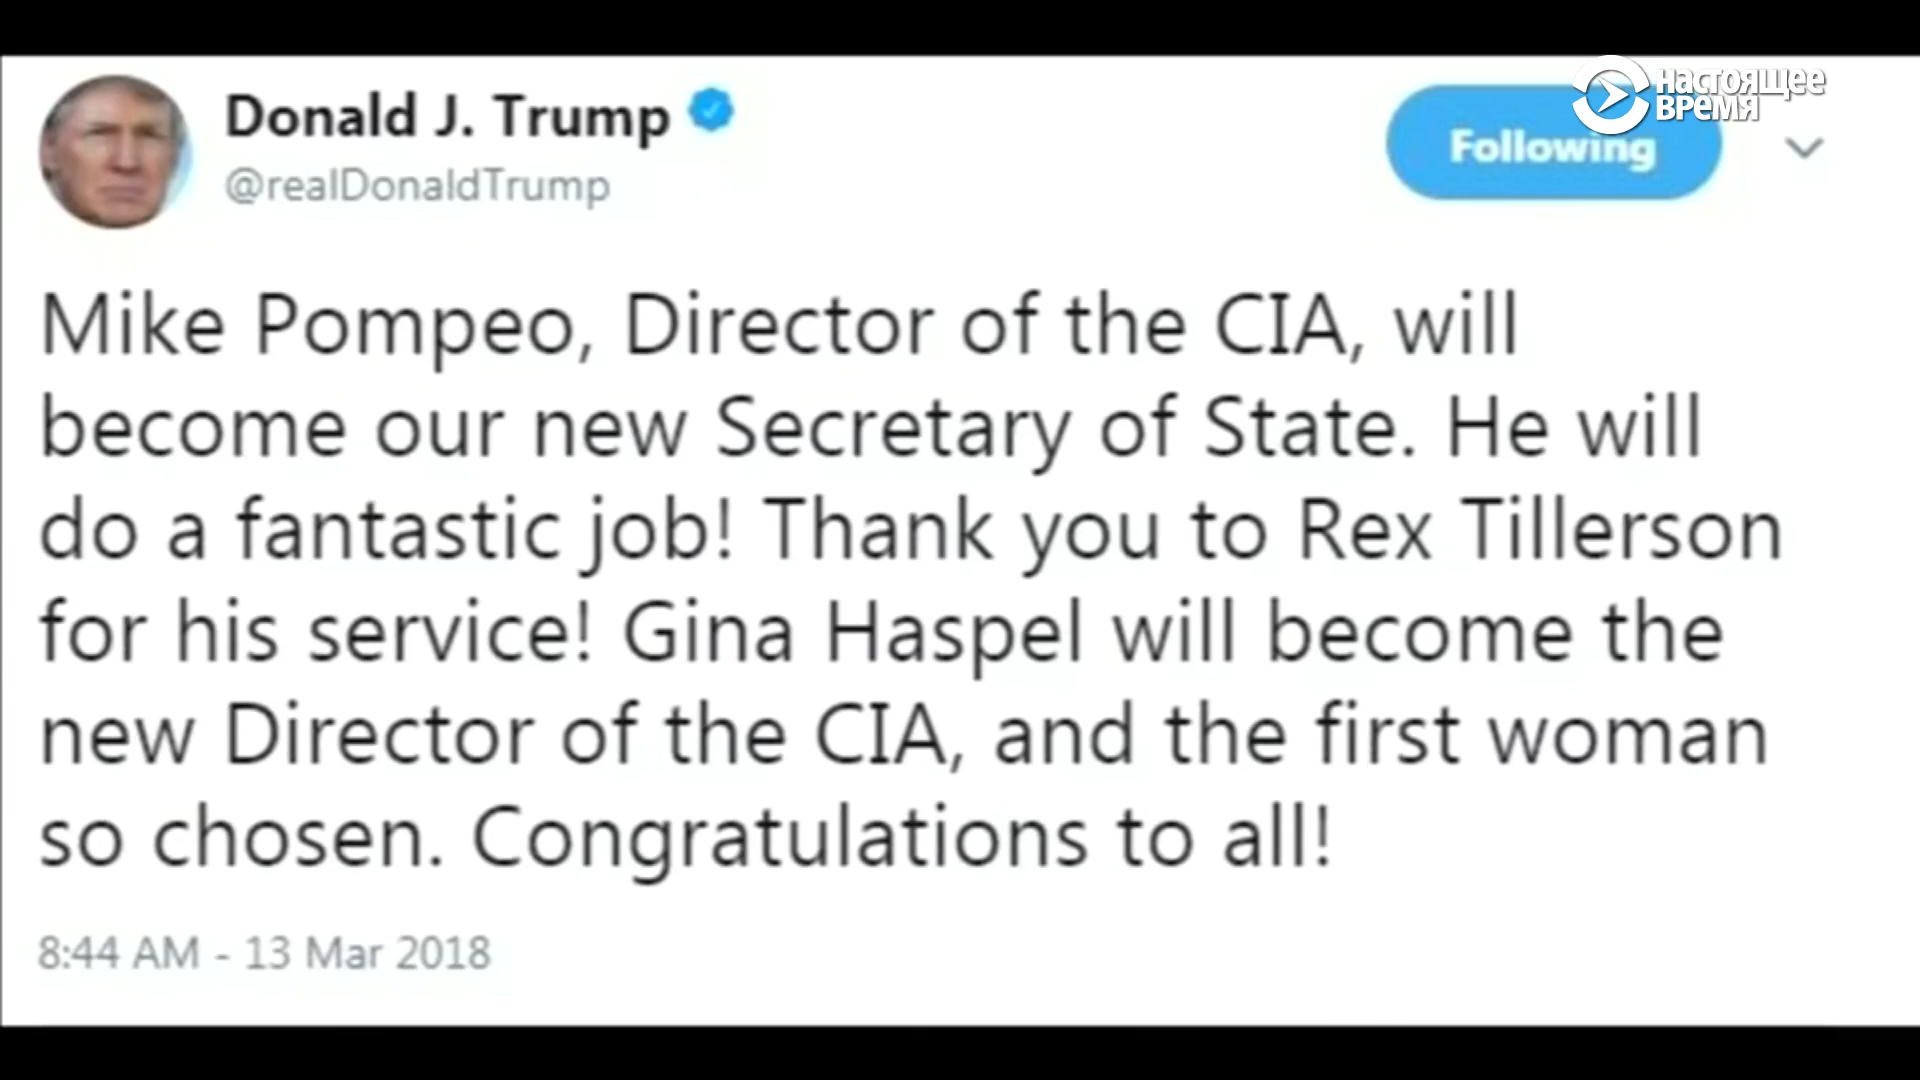 Donald J. Trump
@realDonaldTrump
Following
НАСТОЯЩЕЕ
ВРЕМЯ
Mike Pompeo, Director of the CIA, will
become our new Secretary of State. He will
do a fantastic job! Thank you to Rex Tillerson
for his service! Gina Haspel will become the
new Director of the CIA, and the first woman
so chosen. Congratulations to all!
8:44 AM - 13 Mar 2018